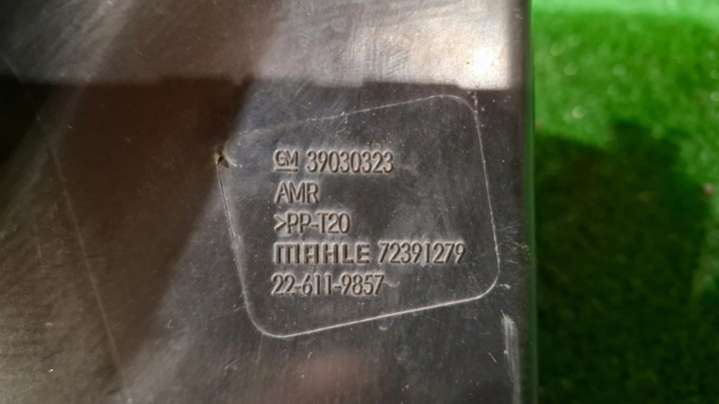 GM 39030323
AMR
>PP-T20
MAHLE 72391279
22-611-9857